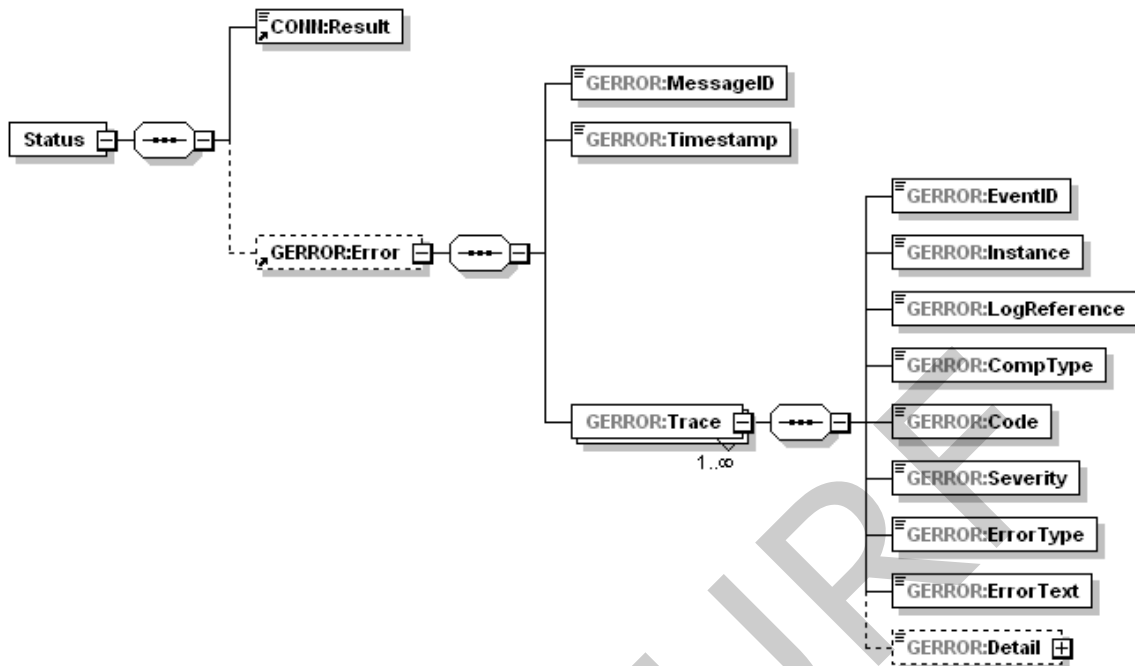 CONN:Result
GERROR:MessageID
Status
GERROR:Timestamp
GERROR:EventID
GERROR:Error
GERROR:Instance
GERROR:LogReference
GERROR:CompType
GERROR:Trace
GERROR:Code
1..∞
GERROR:Severity
GERROR:ErrorType
GERROR:ErrorText
GERROR:Detail